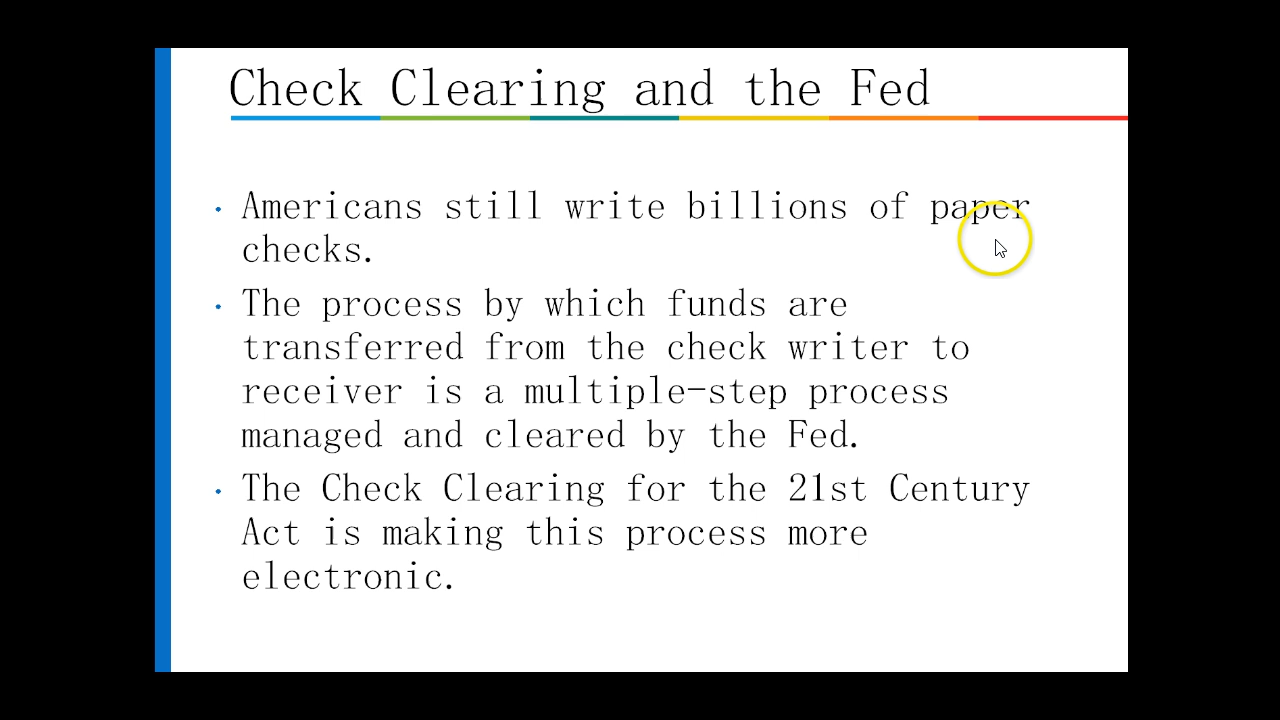 Check Clearing and the Fed
Americans still write billions of paper
checks.
The process by which funds are
transferred from the check writer to
receiver is a multiple-step process
managed and cleared by the Fed.
The Check Clearing for the 21st Century
Act is making this process more
electronic.